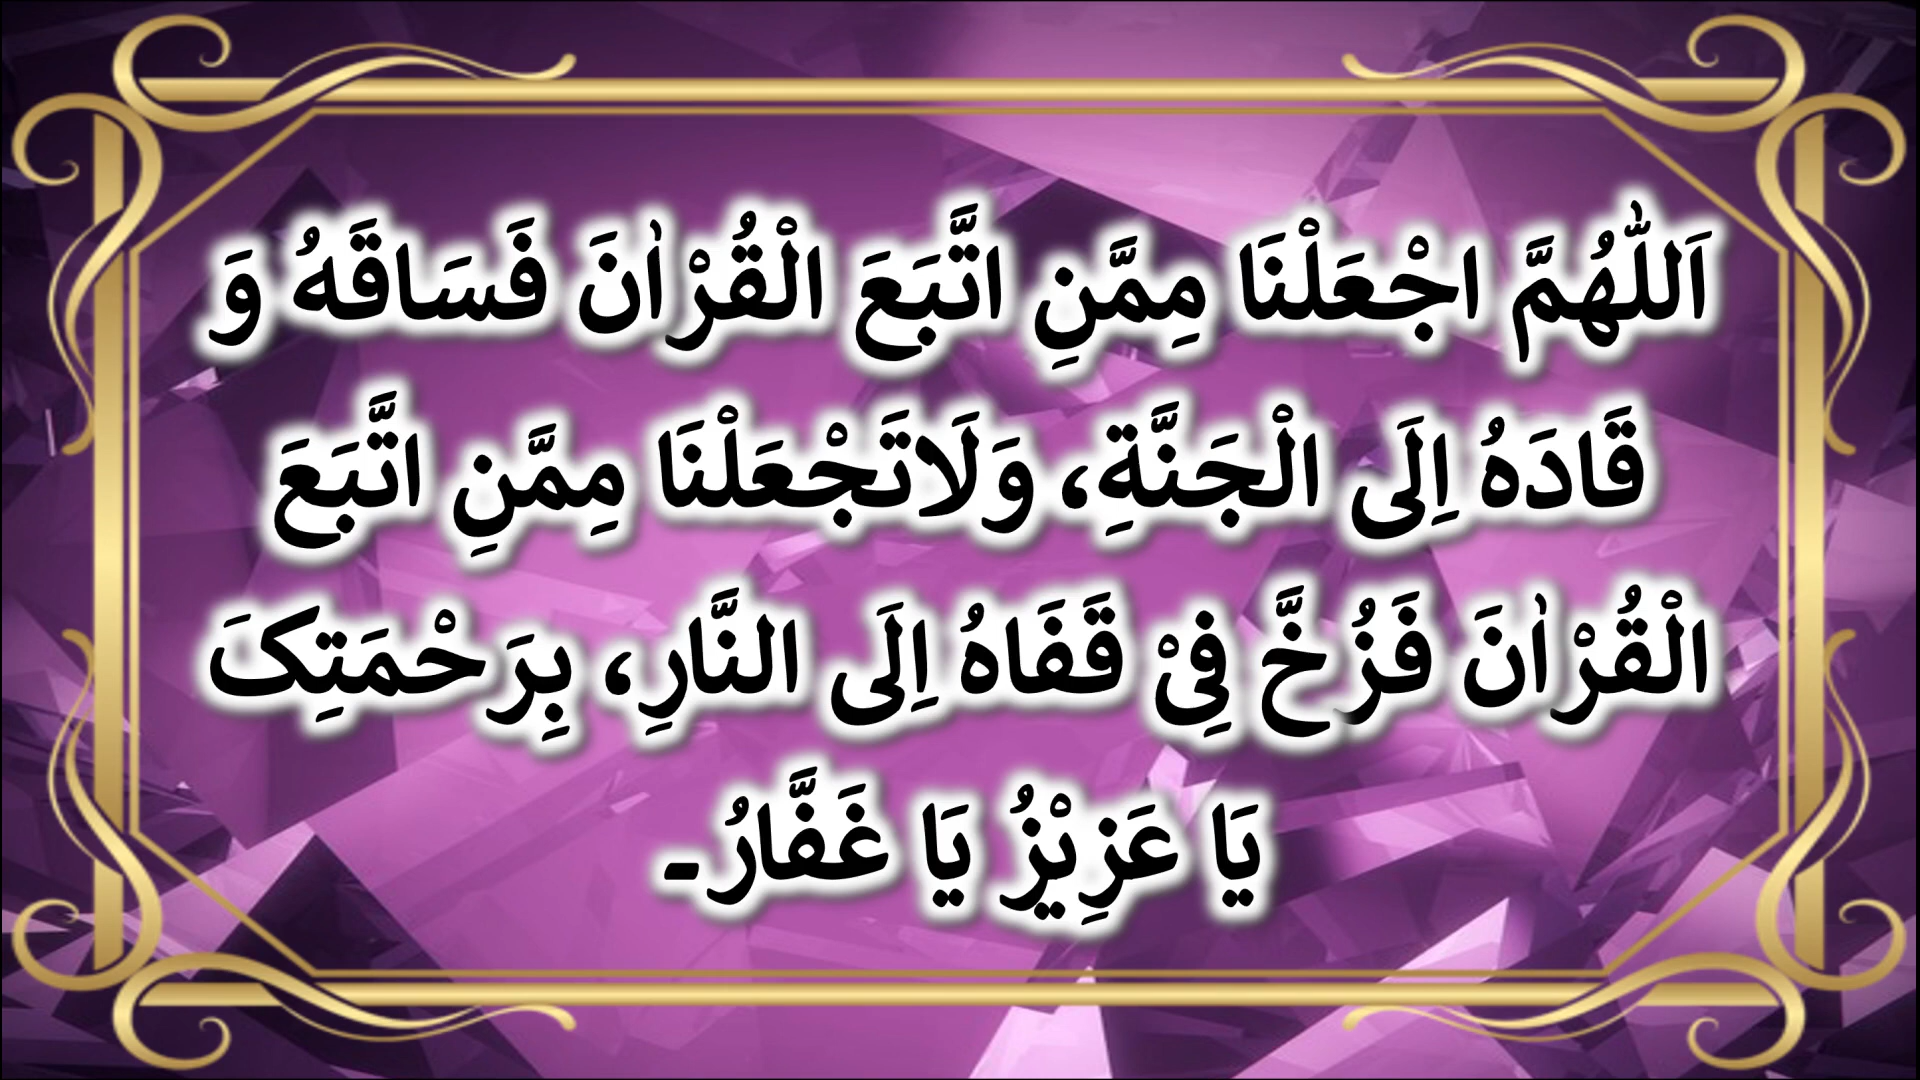 اَللّٰهُمَّ اجْعَلْنَا مِمَّنِ اتَّبَعَ الْقُرْاٰنَ فَسَاقَهُ وَ
قَادَهُ اِلَى الْجَنَّةِ، وَلَاتَجْعَلْنَا مِمَّنِ اتَّبَعَ
الْقُرْاٰنَ فَزُخَّ فِیْ قَفَاهُ اِلَى النَّارِ، بِرَحْمَتِکَ
يَا عَزِيْزُ يَا غَفَّارُ۔